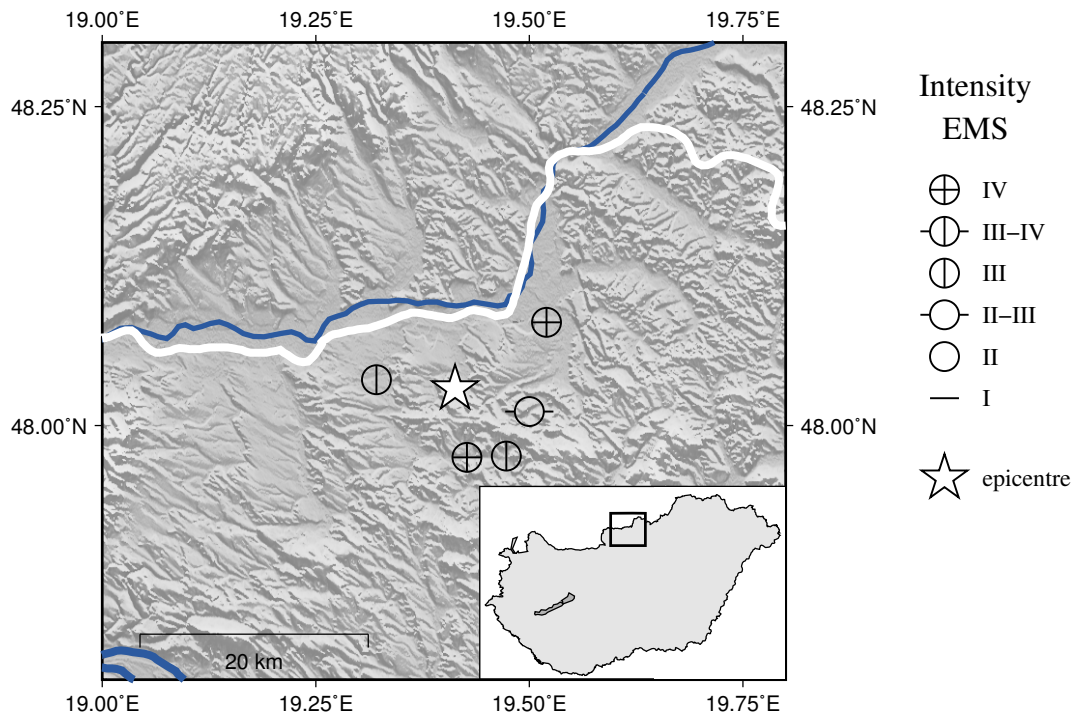 19.00˚E 19.25˚E 19.50˚E 19.75˚E
48.25˚N 48.25˚N
48.00˚N 48.00˚N
20 km
19.00˚E 19.25˚E 19.50˚E 19.75˚E
Intensity
EMS
IV
III–IV
III
II–III
II
I
epicentre